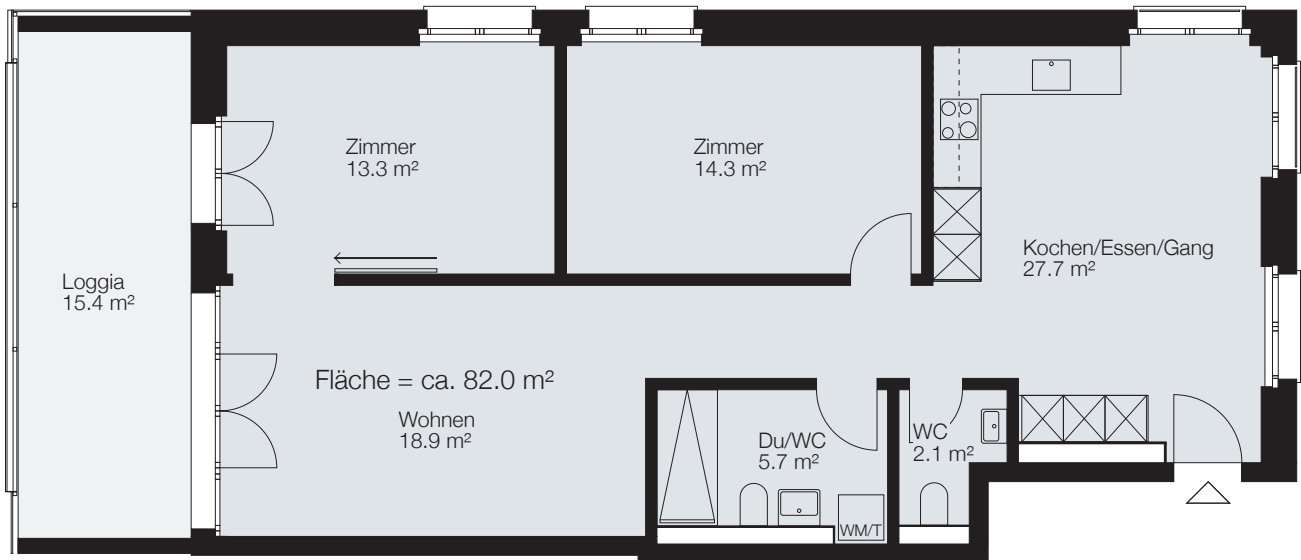 Zimmer
13.3 m²
Zimmer
14.3 m²
Kochen/Essen/Gang
27.7 m²
Loggia
15.4 m²
Fläche = ca. 82.0 m²
Wohnen
18.9 m²
Du/WC
5.7 m²
WC
2.1 m²
WM/T